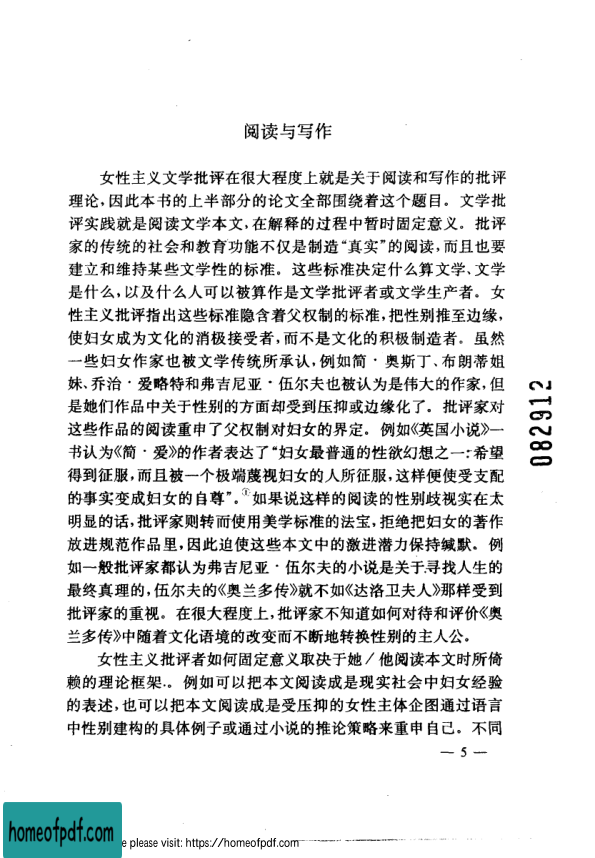 阅读与写作
女性主义文学批评在很大程度上就是关于阅读和写作的批评
理论,因此本书的上半部分的论文全部围绕着这个题目。文学批
评实践就是阅读文学本文,在解释的过程中暂时固定意义。批评
家的传统的社会和教育功能不仅是制造“真实”的阅读,而且也要
建立和维持某些文学性的标准。这些标准决定什么算文学、文学
是什么,以及什么人可以被算作是文学批评者或文学生产者。女
性主义批评指出这些标准隐含着父权制的标准,把性别推至边缘,
使妇女成为文化的消极接受者,而不是文化的积极制造者。虽然
一些妇女作家也被文学传统所承认,例如简·奥斯丁、布朗蒂姐
妹、乔治·爱略特和弗吉尼亚·伍尔夫也被认为是伟大的作家,但
是她们作品中关于性别的方面却受到压抑或边缘化了。批评家对
这些作品的阅读重申了父权制对妇女的界定。例如《英国小说》一
书认为《简·爱》的作者表达了“妇女最普通的性欲幻想之一:希望
得到征服,而且被一个极端蔑视妇女的人所征服,这样便使受支配
的事实变成妇女的自尊”。①如果说这样的阅读的性别歧视实在太
明显的话,批评家则转而使用美学标准的法宝,拒绝把妇女的著作
放进规范作品里,因此迫使这些本文中的激进潜力保持缄默。例
如一般批评家都认为弗吉尼亚·伍尔夫的小说是关于寻找人生的
最终真理的,伍尔夫的《奥兰多传》就不如《达洛卫夫人》那样受到
批评家的重视。在很大程度上,批评家不知道如何对待和评价《奥
兰多传》中随着文化语境的改变而不断地转换性别的主人公。
女性主义批评者如何固定意义取决于她/他阅读本文时所倚
赖的理论框架。例如可以把本文阅读成是现实社会中妇女经验
的表述,也可以把本文阅读成是受压抑的女性主体企图通过语言
中性别建构的具体例子或通过小说的推论策略来重申自己。不同
— 5 —
082912
homeofpdf.com
e please visit: https://homeofpdf.com